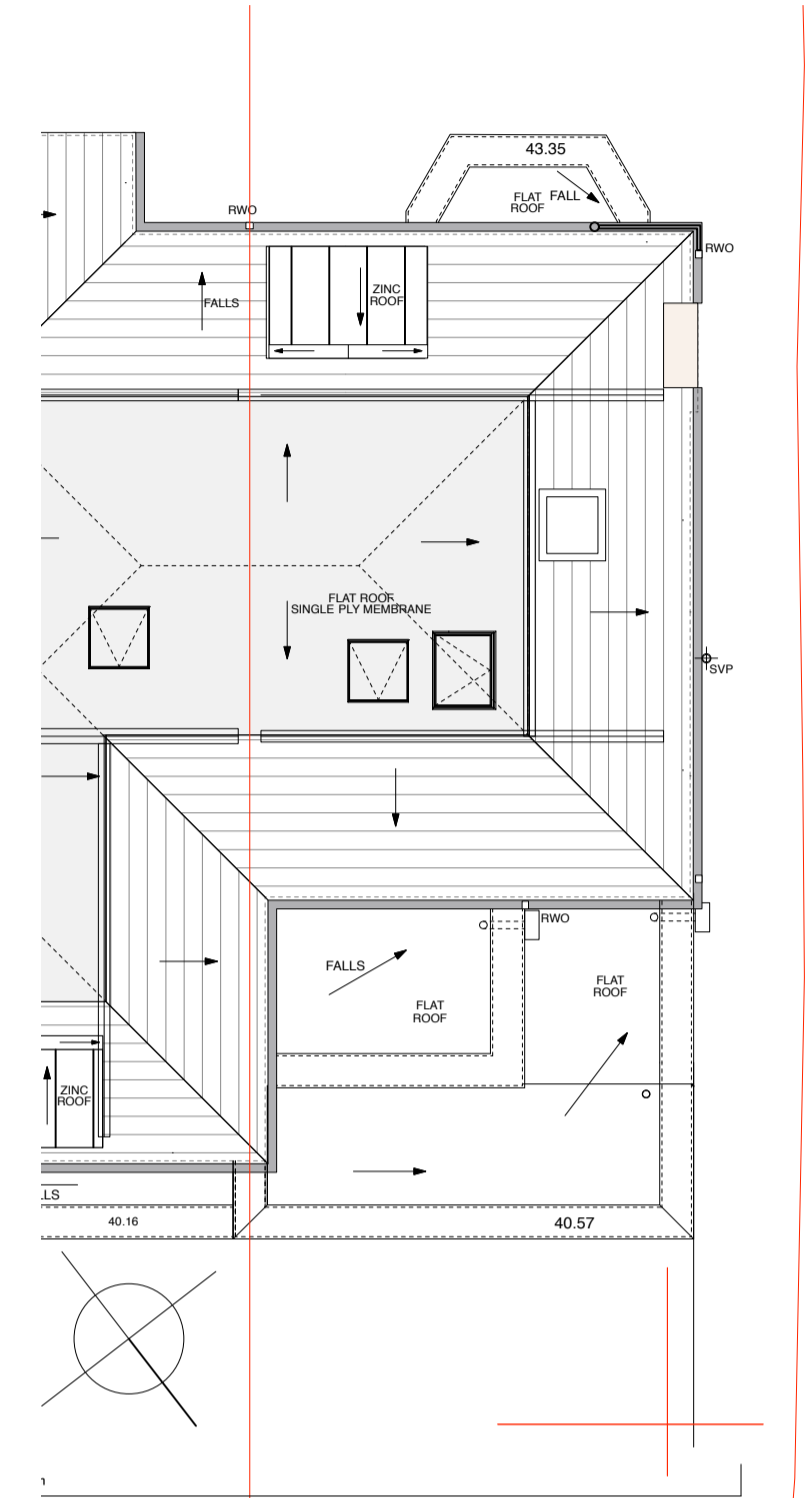 43.35
FLAT
ROOF
FALL
RWO
RWO
FALLS
ZINC
ROOF
FLAT ROOF
SINGLE PLY MEMBRANE
SVP
RWO
FALLS
FLAT
ROOF
FLAT
ROOF
ZINC
ROOF
LLS
40.16
40.57